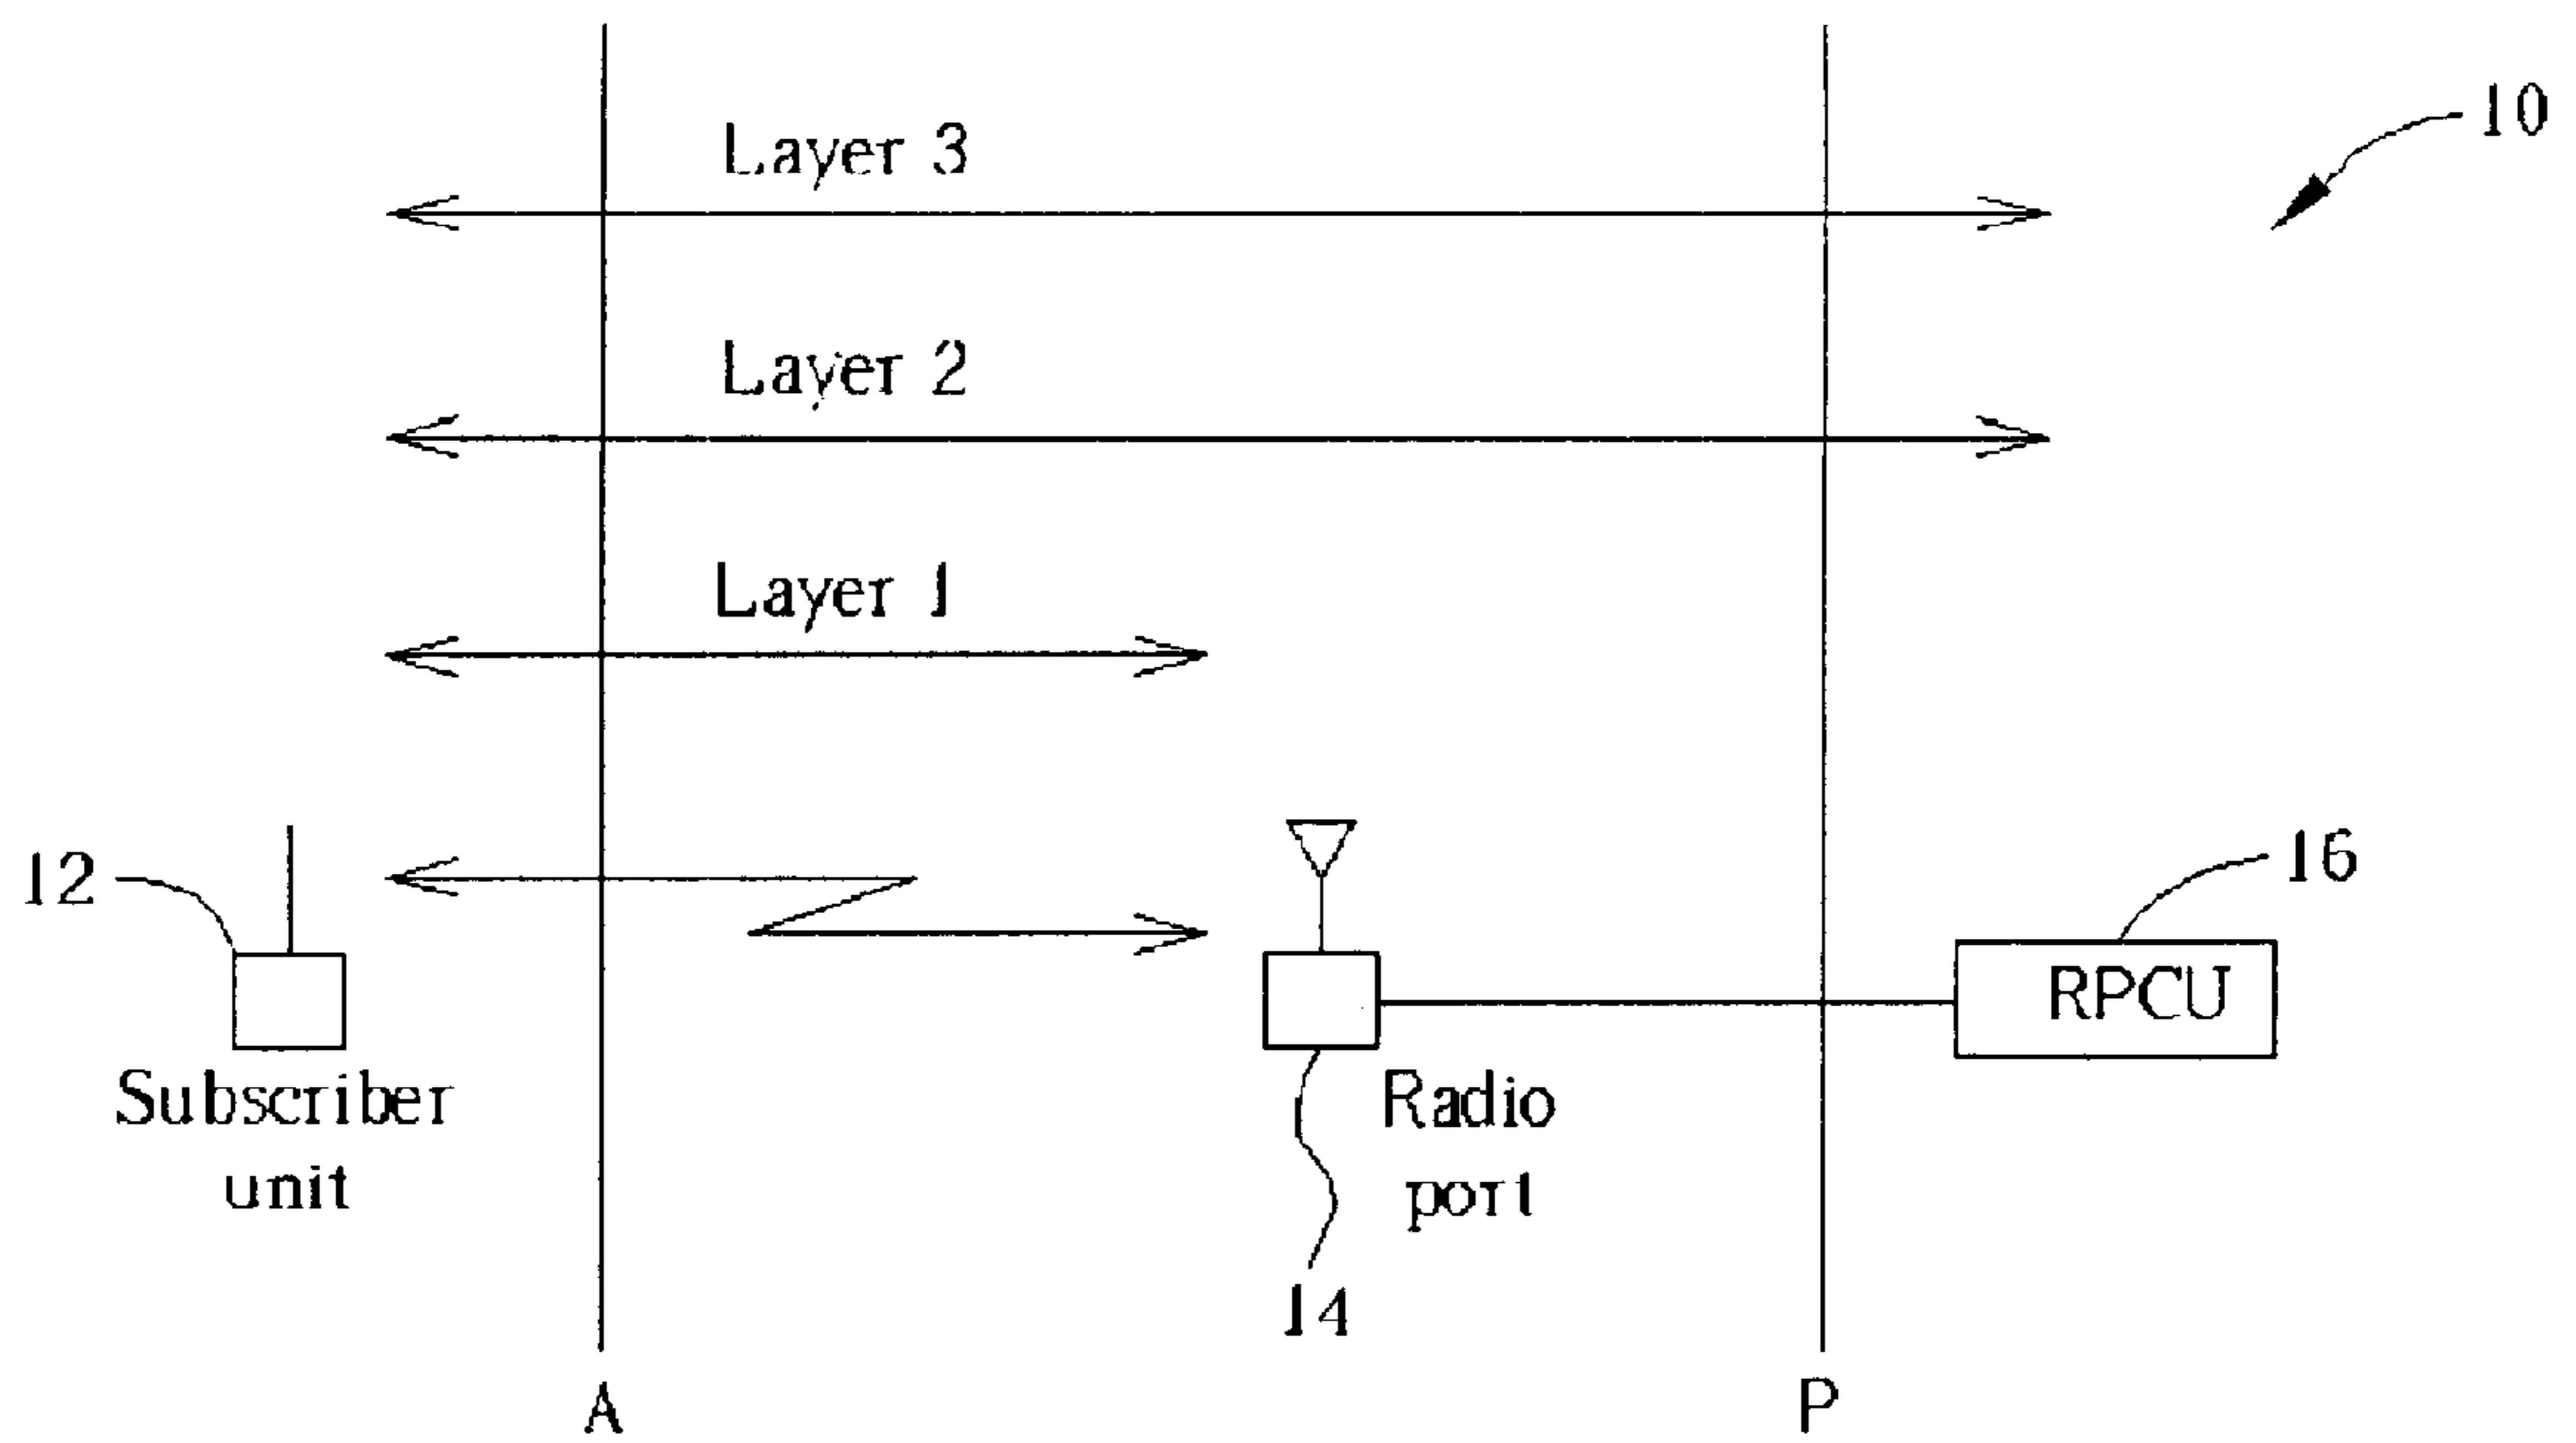 10
Layer 3
Layer 2
Layer 1
12
16
RPCU
Subscriber
unit
Radio
port
14
A
P